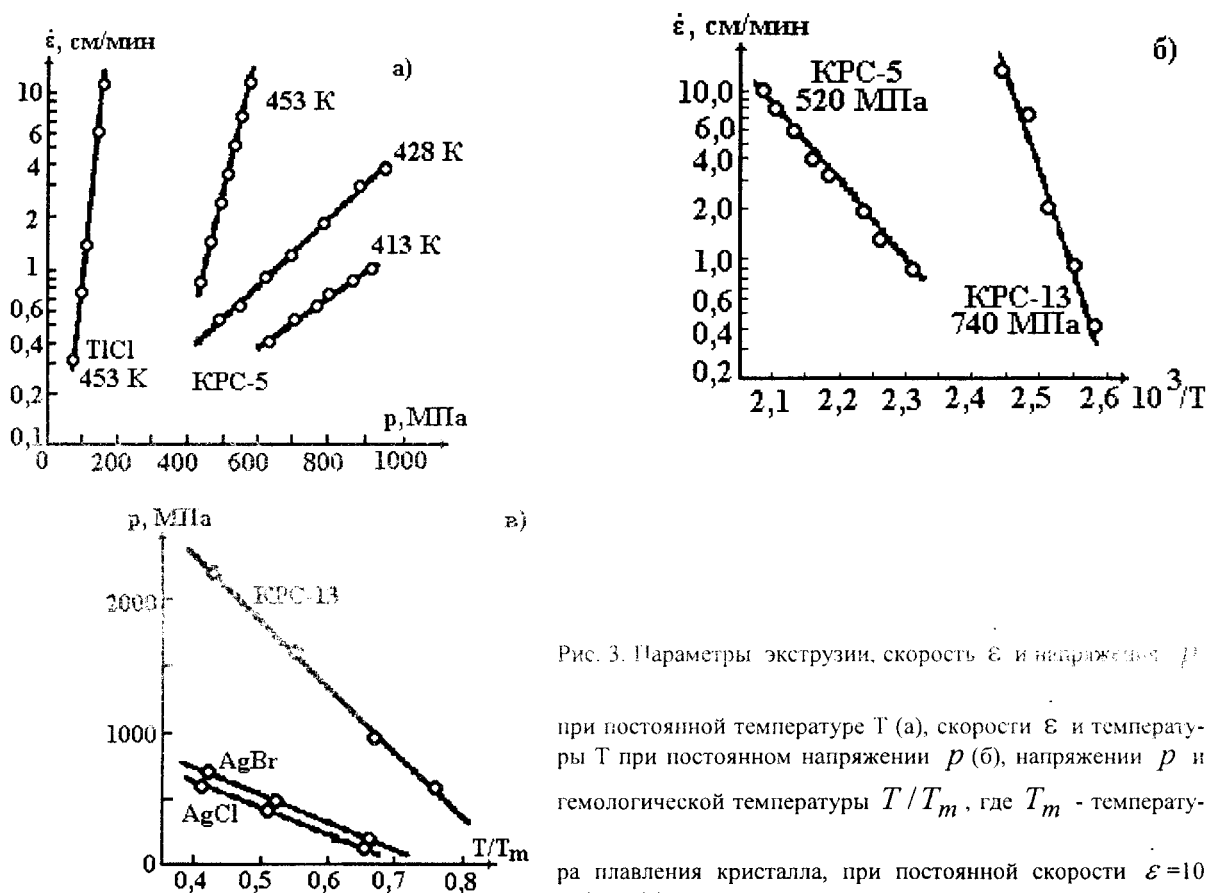 ε̇, см/мин
а)
10
6
4
2
1
0,6
0,4
0,2
0,1
453 К
428 К
413 К
TlCl
453 К
КРС-5
р, МПа
0 200 400 600 800 1000
ε̇, см/мин
б)
КРС-5
520 МПа
10,0
6,0
4,0
2,0
1,0
0,6
0,4
0,2
КРС-13
740 МПа
2,1 2,2 2,3 2,4 2,5 2,6 10³/T
р, МПа
в)
2000
1000
0
КРС-13
AgBr
AgCl
T/Tm
0,4 0,5 0,6 0,7 0,8
Рис. 3. Параметры экструзии, скорость ε̇ и напряжения p
при постоянной температуре T (а), скорости ε̇ и температу-
ры T при постоянном напряжении p (б), напряжении p и
гемологической температуры T / Tm , где Tm - температу-
ра плавления кристалла, при постоянной скорости ε̇ =10